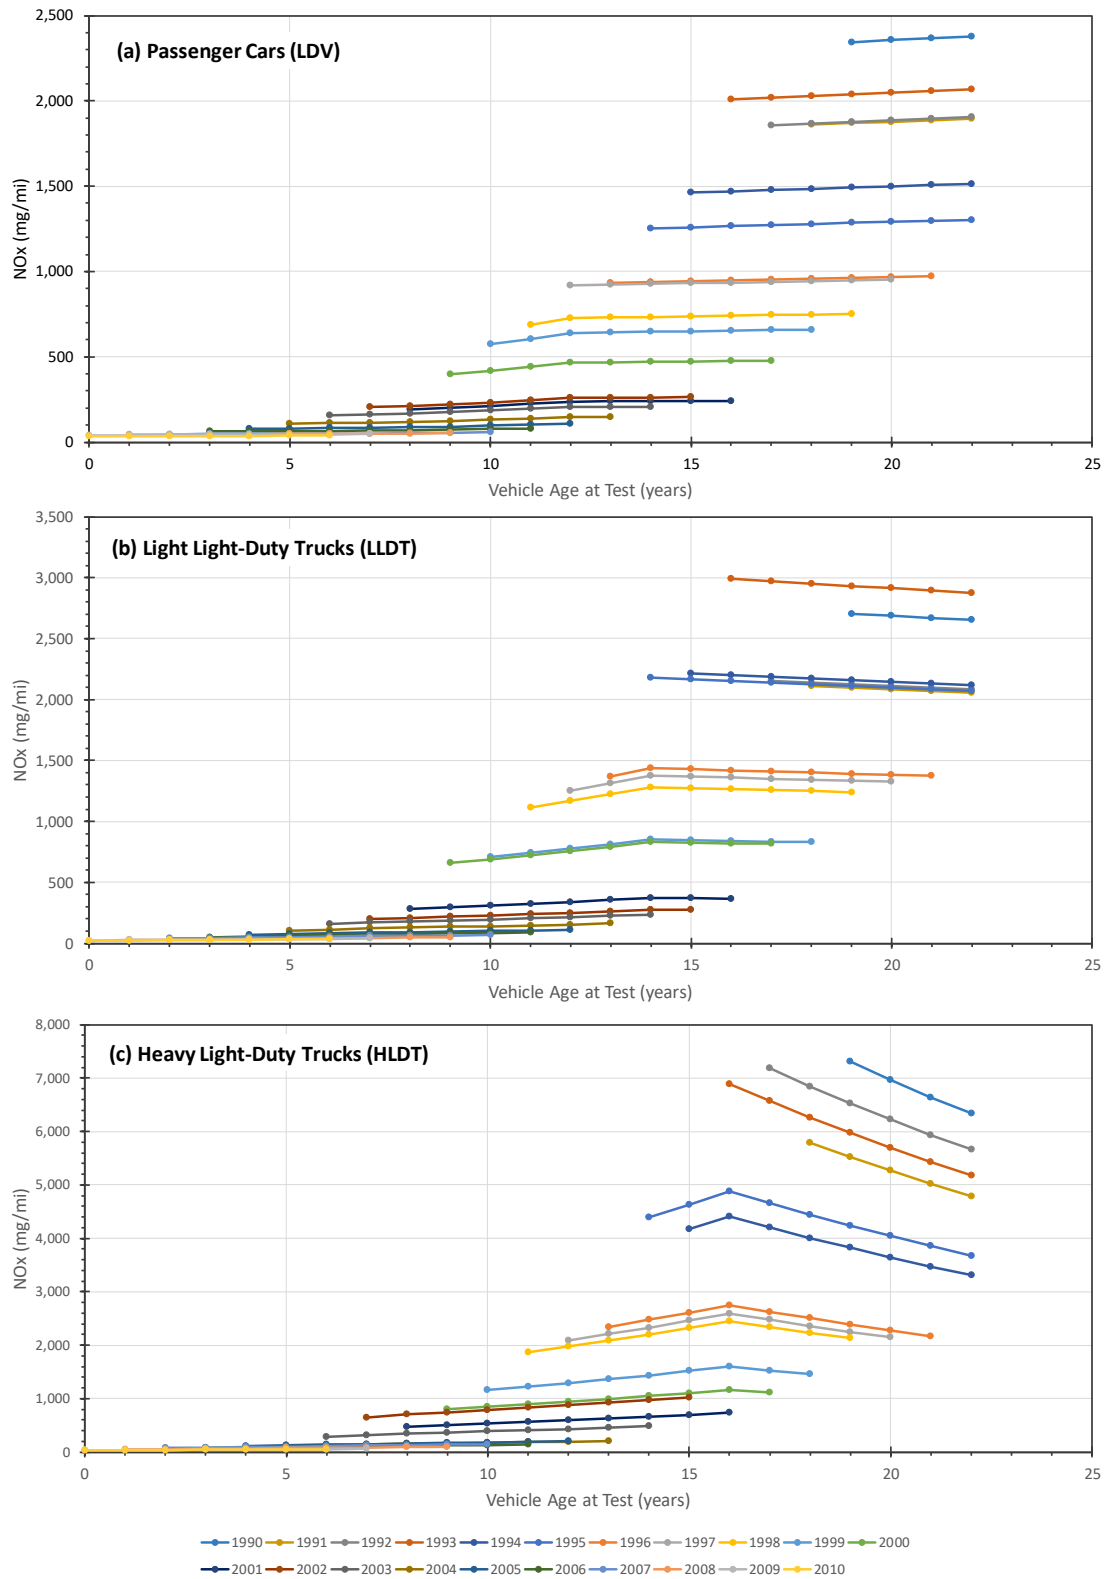 (a) Passenger Cars (LDV)
NOx (mg/mi)
2,500
2,000
1,500
1,000
500
0
0 5 10 15 20 25
Vehicle Age at Test (years)
(b) Light Light-Duty Trucks (LLDT)
NOx (mg/mi)
3,500
3,000
2,500
2,000
1,500
1,000
500
0
0 5 10 15 20 25
Vehicle Age at Test (years)
(c) Heavy Light-Duty Trucks (HLDT)
NOx (mg/mi)
8,000
7,000
6,000
5,000
4,000
3,000
2,000
1,000
0
0 5 10 15 20 25
Vehicle Age at Test (years)
1990 1991 1992 1993 1994 1995 1996 1997 1998 1999 2000
2001 2002 2003 2004 2005 2006 2007 2008 2009 2010